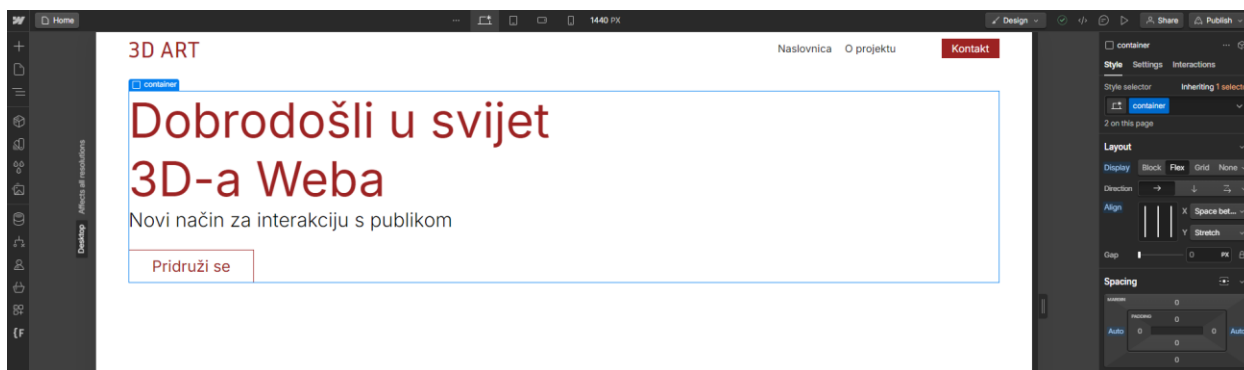 Home ... 1440 PX Design Share Publish
3D ART Naslovnica O projektu Kontakt
container
Dobrodošli u svijet
3D-a Weba
Novi način za interakciju s publikom
Pridruži se
Desktop Affects all resolutions
container ...
Style Settings Interactions
Style selector Inheriting 1 selecto
container
2 on this page
Layout
Display Block Flex Grid None
Direction
Align X Space bet...
Y Stretch
Gap 0 PX
Spacing
MARGIN 0
PADDING 0
Auto 0 0 Auto
0
0